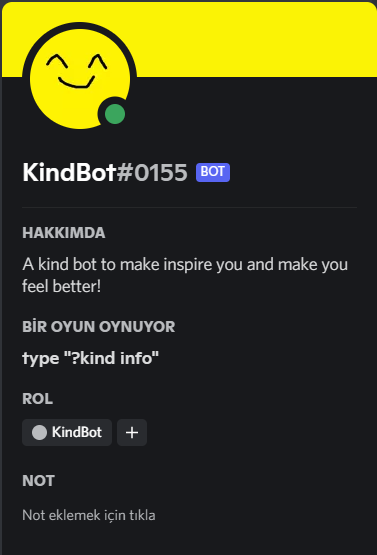 KindBot#0155 BOT
HAKKIMDA
A kind bot to make inspire you and make you
feel better!
BİR OYUN OYNUYOR
type "?kind info"
ROL
KindBot +
NOT
Not eklemek için tıkla